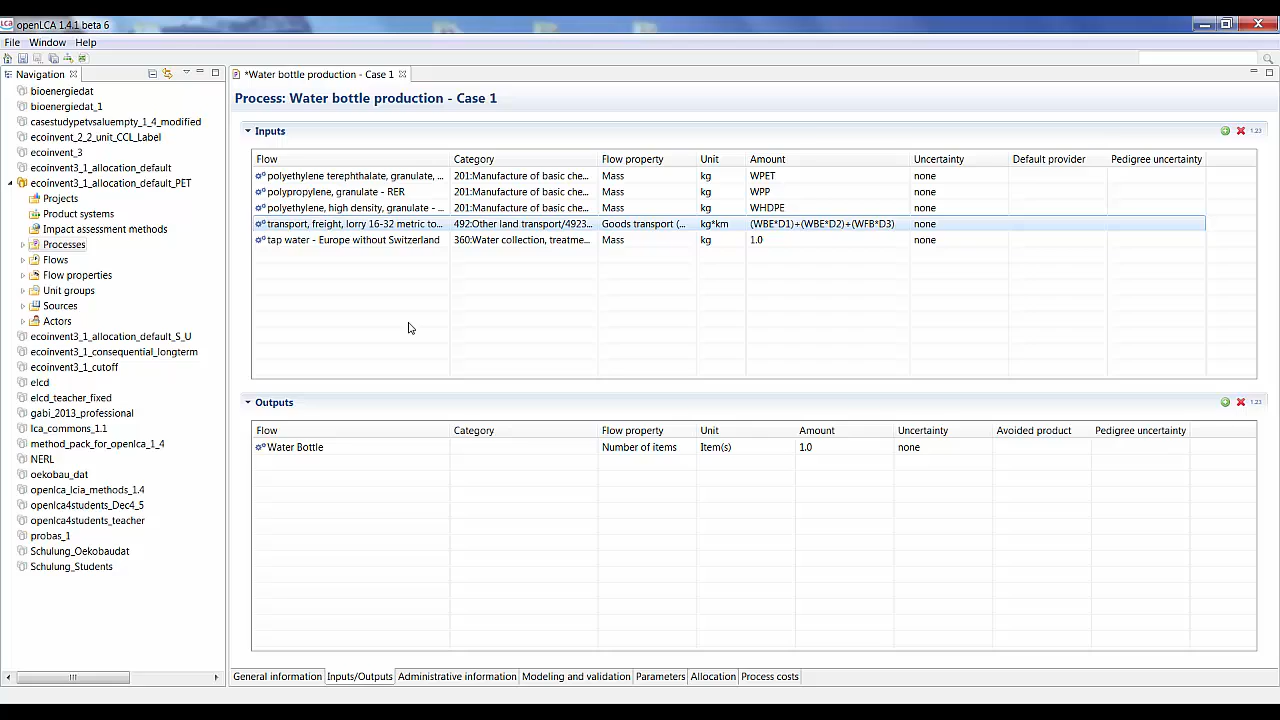 openLCA 1.4.1 beta 6
File Window Help
Navigation
*Water bottle production - Case 1
bioenergiedat
bioenergiedat_1
casestudypetvsaluempty_1_4_modified
ecoinvent_2_2_unit_CCL_Label
ecoinvent_3
ecoinvent3_1_allocation_default
ecoinvent3_1_allocation_default_PET
Projects
Product systems
Impact assessment methods
Processes
Flows
Flow properties
Unit groups
Sources
Actors
ecoinvent3_1_allocation_default_S_U
ecoinvent3_1_consequential_longterm
ecoinvent3_1_cutoff
elcd
elcd_teacher_fixed
gabi_2013_professional
lca_commons_1.1
method_pack_for_openlca_1_4
NERL
oekobau_dat
openlca_lcia_methods_1.4
openlca4students_Dec4_5
openlca4students_teacher
probas_1
Schulung_Oekobaudat
Schulung_Students
Process: Water bottle production - Case 1
Inputs
1.23
Flow Category Flow property Unit Amount Uncertainty Default provider Pedigree uncertainty
polyethylene terephthalate, granulate, ... 201:Manufacture of basic che... Mass kg WPET none
polypropylene, granulate - RER 201:Manufacture of basic che... Mass kg WPP none
polyethylene, high density, granulate - ... 201:Manufacture of basic che... Mass kg WHDPE none
transport, freight, lorry 16-32 metric to... 492:Other land transport/4923... Goods transport (... kg*km (WBE*D1)+(WBE*D2)+(WFB*D3) none
tap water - Europe without Switzerland 360:Water collection, treatme... Mass kg 1.0 none
Outputs
1.23
Flow Category Flow property Unit Amount Uncertainty Avoided product Pedigree uncertainty
Water Bottle Number of items Item(s) 1.0 none
General information Inputs/Outputs Administrative information Modeling and validation Parameters Allocation Process costs